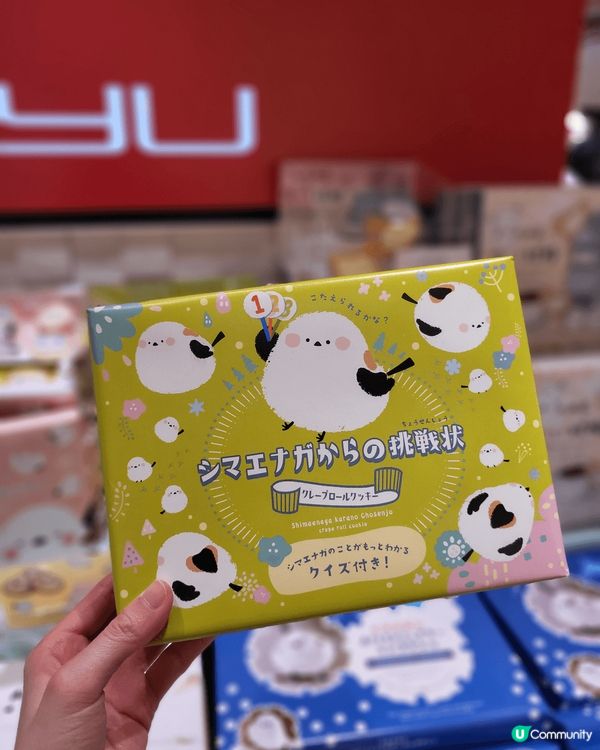 yu
1 2 3
こたえられるかな？
ちょうせんじょう
シマエナガからの挑戦状
クレープロールクッキー
Shimaenaga Karano Chosenjo
crepe roll cookie
シマエナガのことがもっとわかる
クイズ付き！
U Community